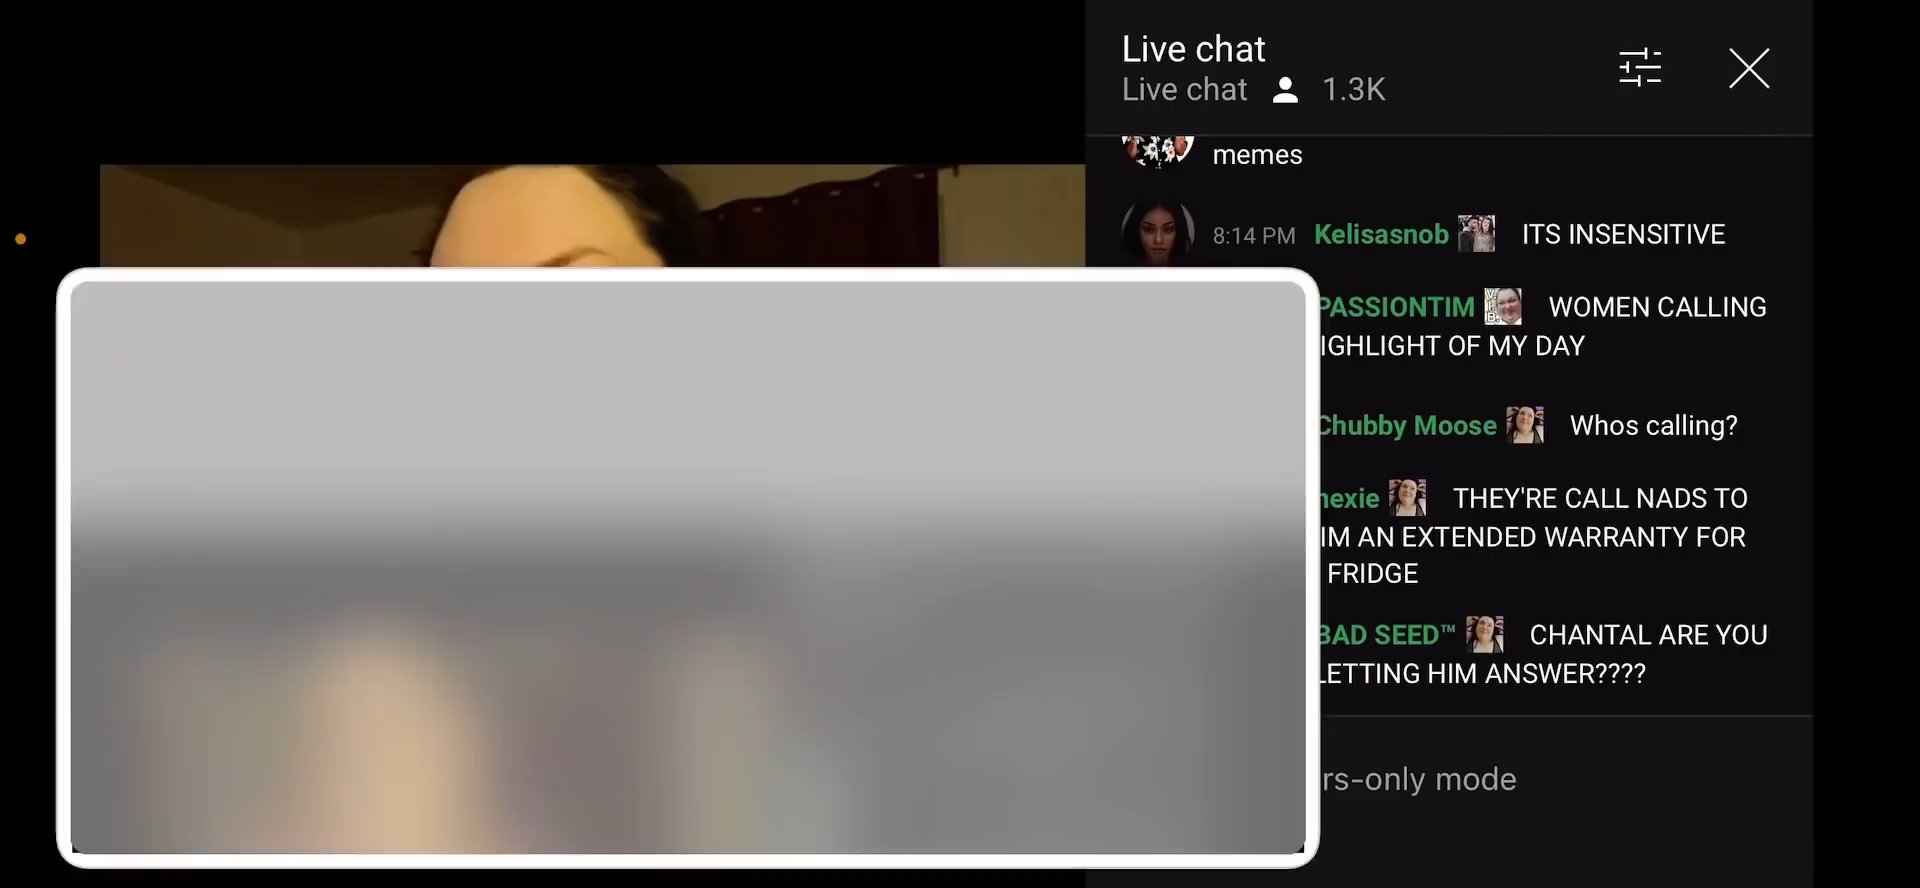 Live chat
Live chat 1.3K
memes
8:14 PM Kelisasnob ITS INSENSITIVE
PASSIONTIM WOMEN CALLING
IGHLIGHT OF MY DAY
Chubby Moose Whos calling?
nexie THEY'RE CALL NADS TO
IM AN EXTENDED WARRANTY FOR
FRIDGE
BAD SEED™ CHANTAL ARE YOU
LETTING HIM ANSWER????
rs-only mode